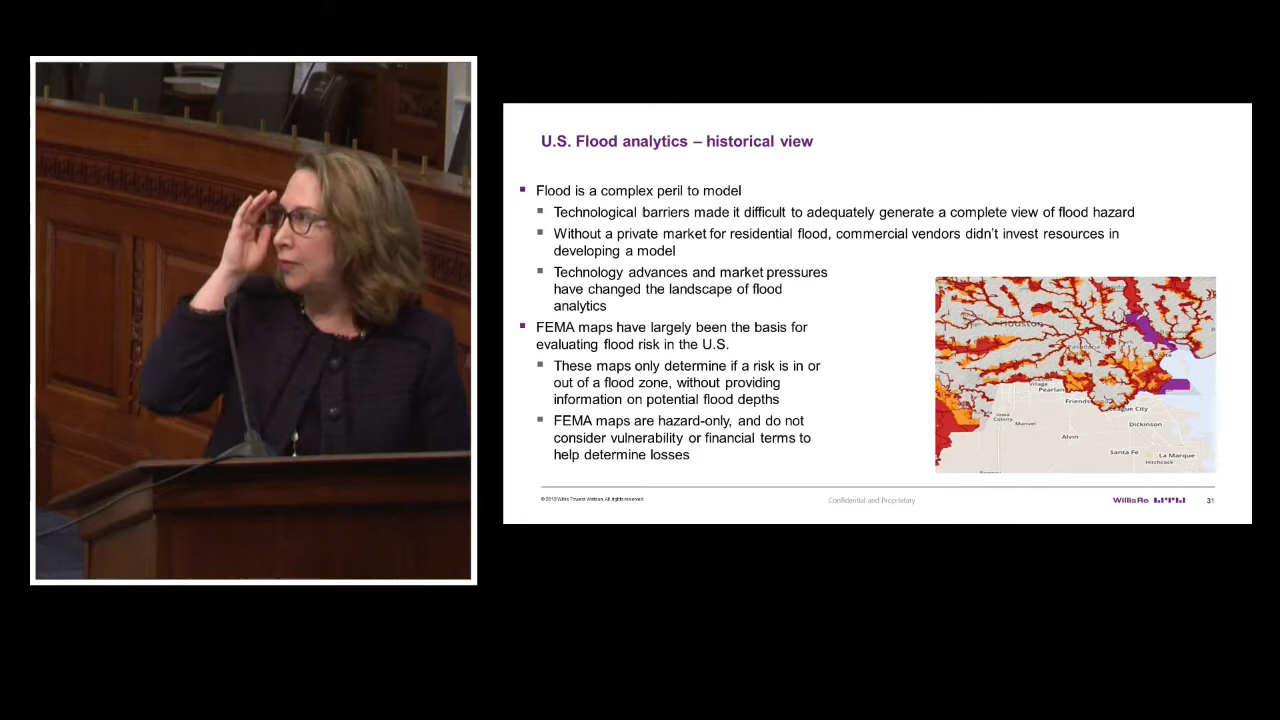 U.S. Flood analytics – historical view
Flood is a complex peril to model
Technological barriers made it difficult to adequately generate a complete view of flood hazard
Without a private market for residential flood, commercial vendors didn't invest resources in
developing a model
Technology advances and market pressures
have changed the landscape of flood
analytics
FEMA maps have largely been the basis for
evaluating flood risk in the U.S.
These maps only determine if a risk is in or
out of a flood zone, without providing
information on potential flood depths
FEMA maps are hazard-only, and do not
consider vulnerability or financial terms to
help determine losses
Houston
Pasadena
Village
Pearland
Iowa
Colony
Manvel
League City
Dickinson
Alvin
Santa Fe
La Marque
Hitchcock
Confidential and Proprietary
Willis Re
31